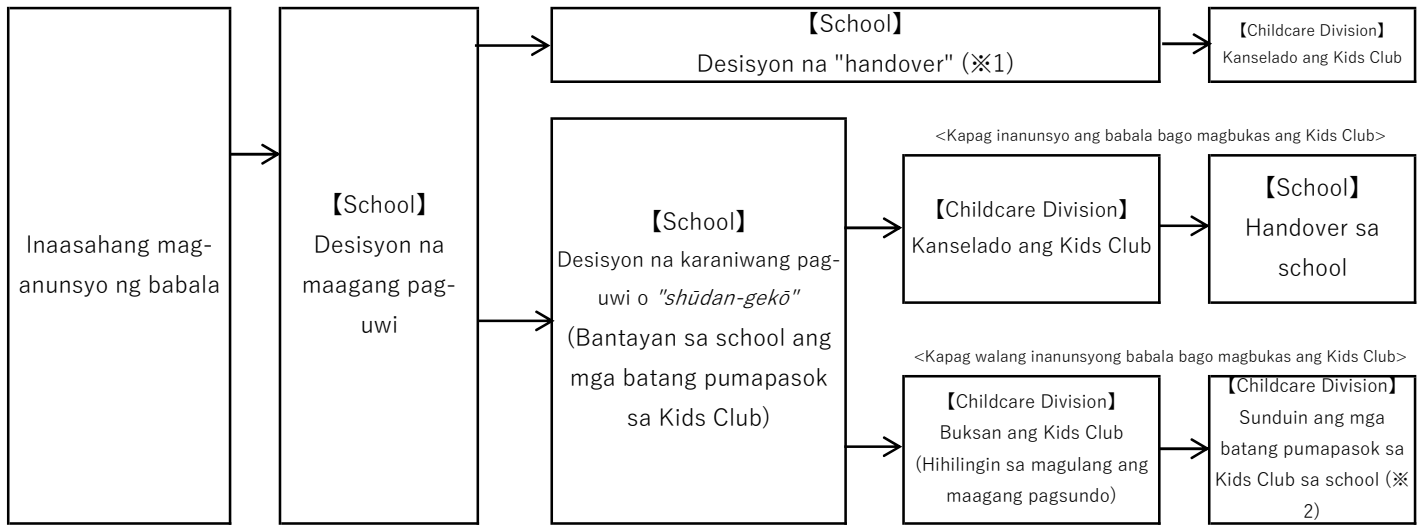 Inaasahang mag-
anunsyo ng babala
【School】
Desisyon na
maagang pag-
uwi
【School】
Desisyon na "handover" (※1)
【Childcare Division】
Kanselado ang Kids Club
【School】
Desisyon na karaniwang pag-
uwi o "shūdan-gekō"
(Bantayan sa school ang
mga batang pumapasok
sa Kids Club)
<Kapag inanunsyo ang babala bago magbukas ang Kids Club>
【Childcare Division】
Kanselado ang Kids Club
【School】
Handover sa
school
<Kapag walang inanunsyong babala bago magbukas ang Kids Club>
【Childcare Division】
Buksan ang Kids Club
(Hihilingin sa magulang ang
maagang pagsundo)
【Childcare Division】
Sunduin ang mga
batang pumapasok sa
Kids Club sa school (※
2)